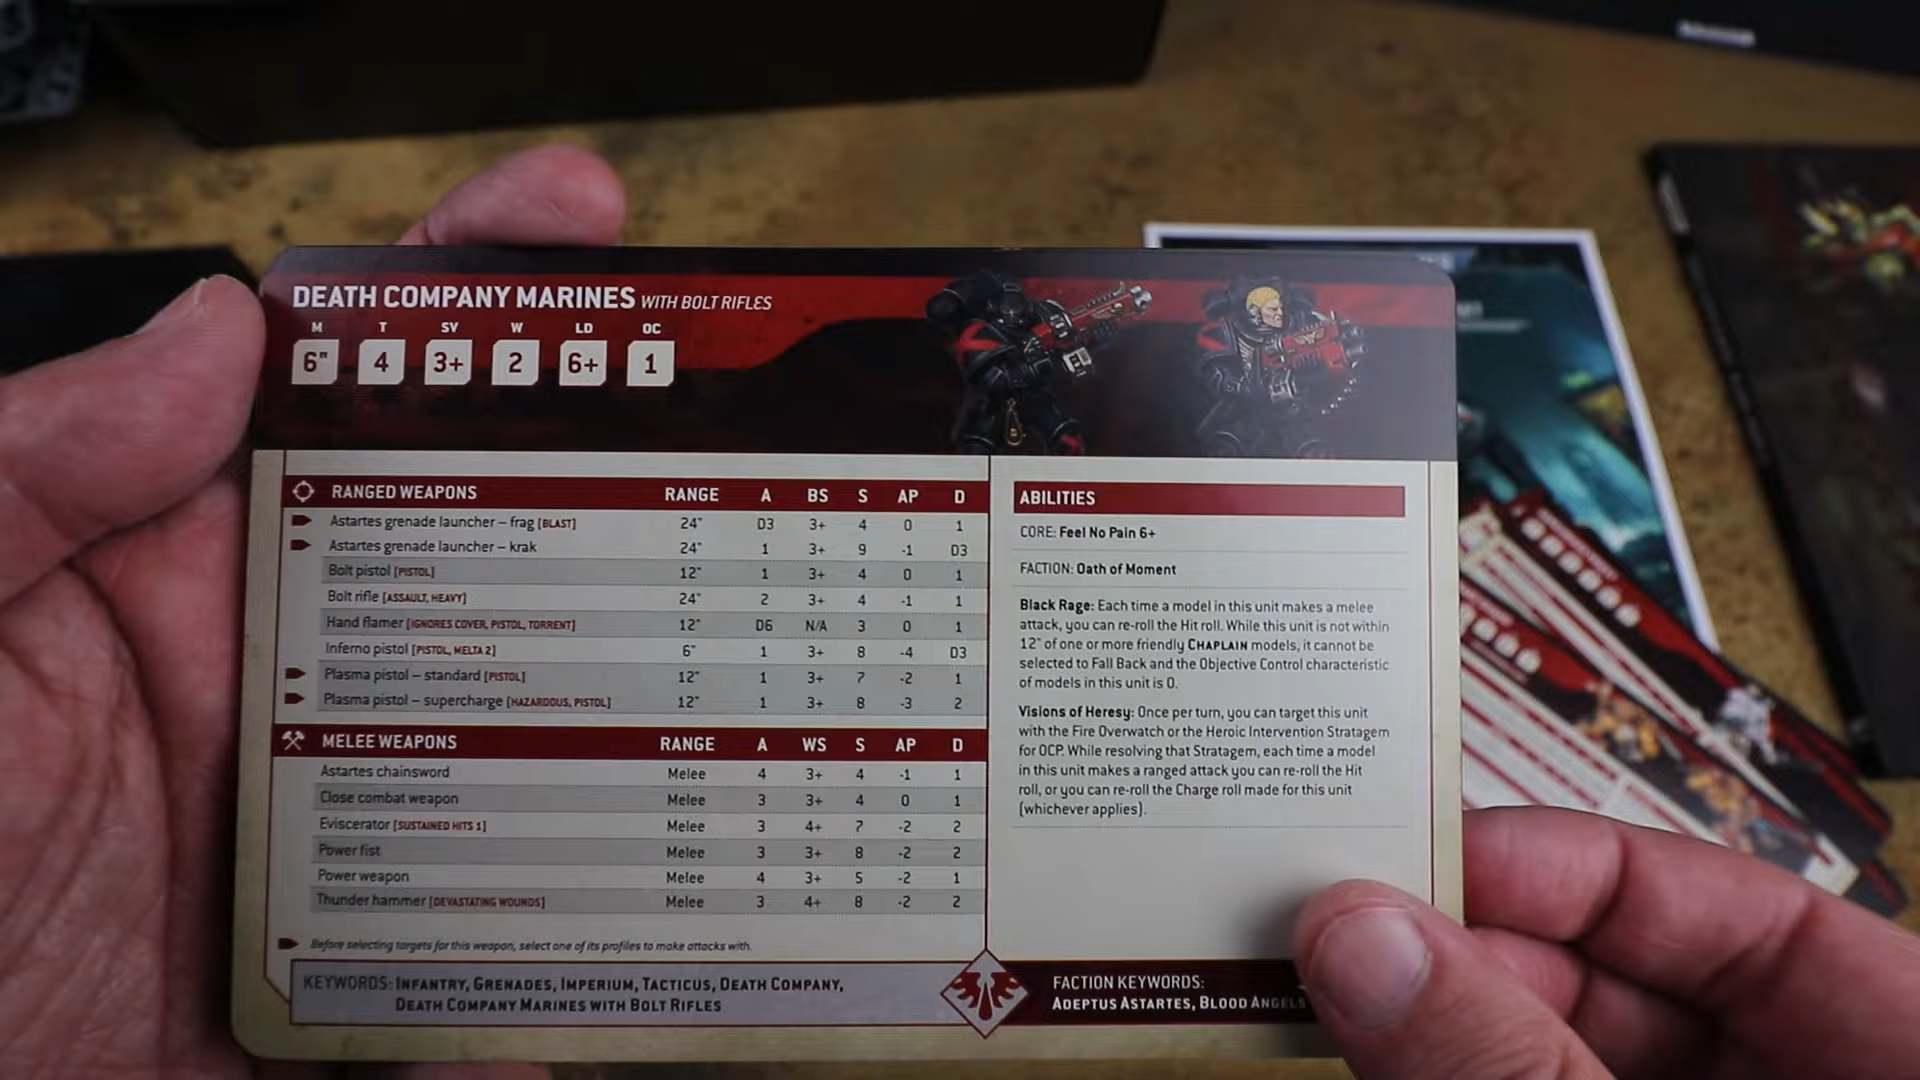 DEATH COMPANY MARINES WITH BOLT RIFLES
M T SV W LD OC
6" 4 3+ 2 6+ 1
RANGED WEAPONS RANGE A BS S AP D
Astartes grenade launcher – frag [BLAST] 24" D3 3+ 4 0 1
Astartes grenade launcher – krak 24" 1 3+ 9 -1 D3
Bolt pistol [PISTOL] 12" 1 3+ 4 0 1
Bolt rifle [ASSAULT, HEAVY] 24" 2 3+ 4 -1 1
Hand flamer [IGNORES COVER, PISTOL, TORRENT] 12" D6 N/A 3 0 1
Inferno pistol [PISTOL, MELTA 2] 6" 1 3+ 8 -4 D3
Plasma pistol – standard [PISTOL] 12" 1 3+ 7 -2 1
Plasma pistol – supercharge [HAZARDOUS, PISTOL] 12" 1 3+ 8 -3 2
MELEE WEAPONS RANGE A WS S AP D
Astartes chainsword Melee 4 3+ 4 -1 1
Close combat weapon Melee 3 3+ 4 0 1
Eviscerator [SUSTAINED HITS 1] Melee 3 4+ 7 -2 2
Power fist Melee 3 3+ 8 -2 2
Power weapon Melee 4 3+ 5 -2 1
Thunder hammer [DEVASTATING WOUNDS] Melee 3 4+ 8 -2 2
Before selecting targets for this weapon, select one of its profiles to make attacks with.
KEYWORDS: INFANTRY, GRENADES, IMPERIUM, TACTICUS, DEATH COMPANY,
DEATH COMPANY MARINES WITH BOLT RIFLES
ABILITIES
CORE: Feel No Pain 6+
FACTION: Oath of Moment
Black Rage: Each time a model in this unit makes a melee
attack, you can re-roll the Hit roll. While this unit is not within
12" of one or more friendly CHAPLAIN models, it cannot be
selected to Fall Back and the Objective Control characteristic
of models in this unit is 0.
Visions of Heresy: Once per turn, you can target this unit
with the Fire Overwatch or the Heroic Intervention Stratagem
for 0CP. While resolving that Stratagem, each time a model
in this unit makes a ranged attack you can re-roll the Hit
roll, or you can re-roll the Charge roll made for this unit
(whichever applies).
FACTION KEYWORDS:
ADEPTUS ASTARTES, BLOOD ANGELS